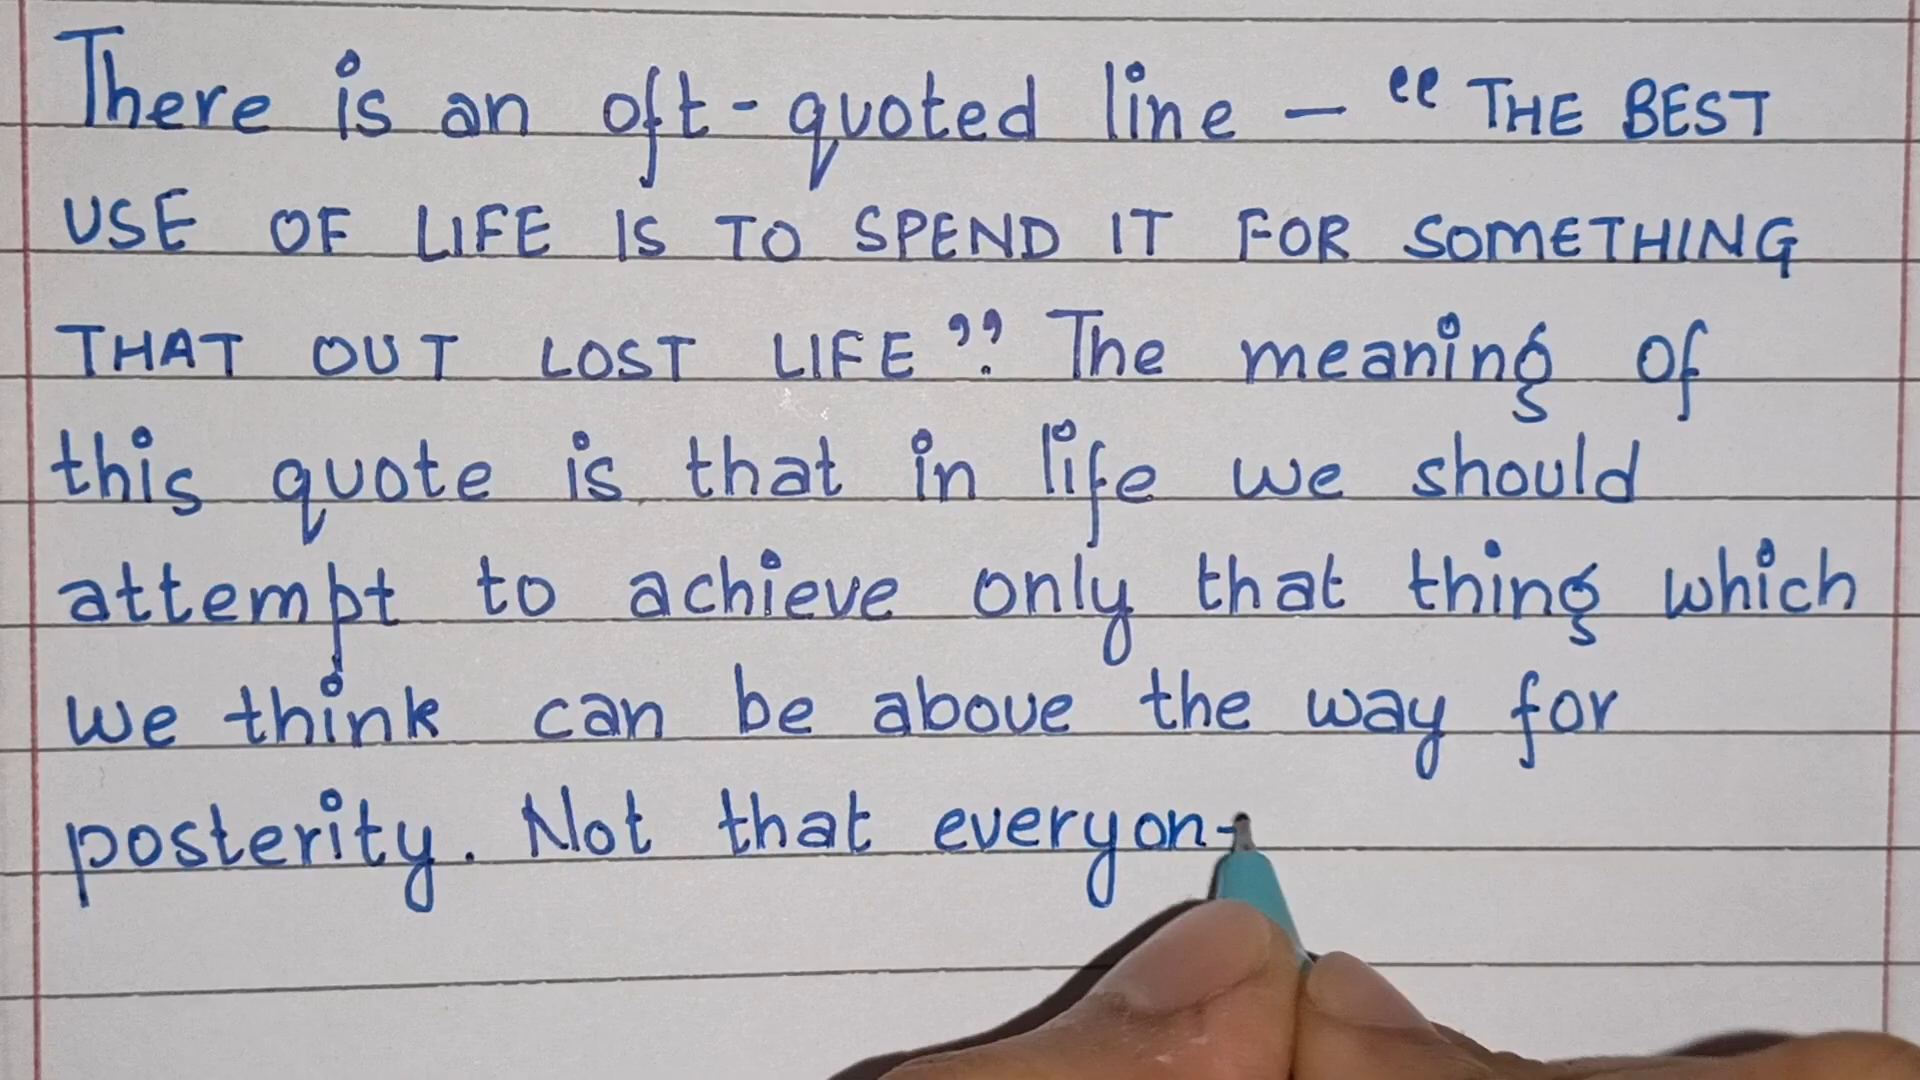 There is an oft-quoted line – "THE BEST
USE OF LIFE IS TO SPEND IT FOR SOMETHING
THAT OUT LOST LIFE". The meaning of
this quote is that in life we should
attempt to achieve only that thing which
we think can be above the way for
posterity. Not that everyon